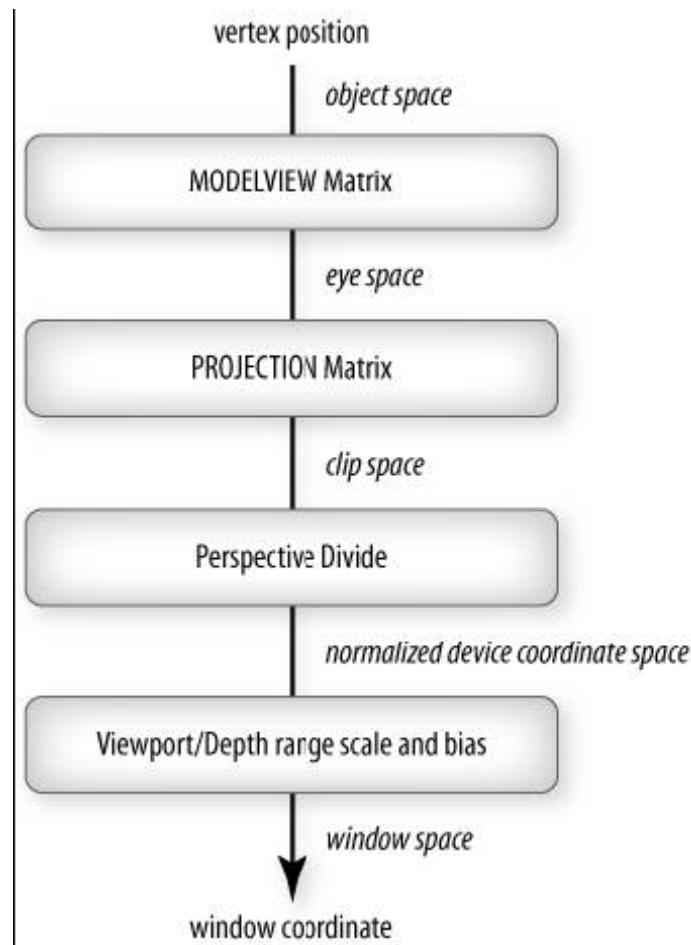 vertex position
object space
MODELVIEW Matrix
eye space
PROJECTION Matrix
clip space
Perspective Divide
normalized device coordinate space
Viewport/Depth range scale and bias
window space
window coordinate